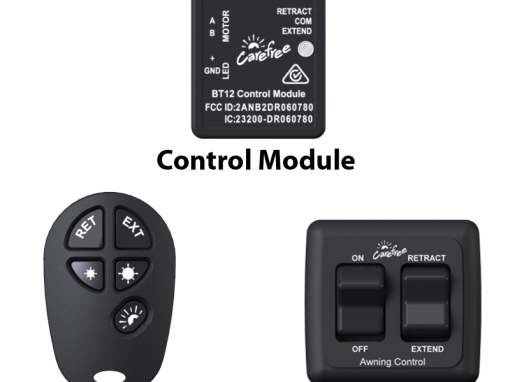 RETRACT
A COM
B EXTEND
MOTOR
+
GND
LED
Carefree
BT12 Control Module
FCC ID:2ANB2DR060780
IC:23200-DR060780
Control Module
RET EXT
Carefree
ON RETRACT
OFF EXTEND
Awning Control